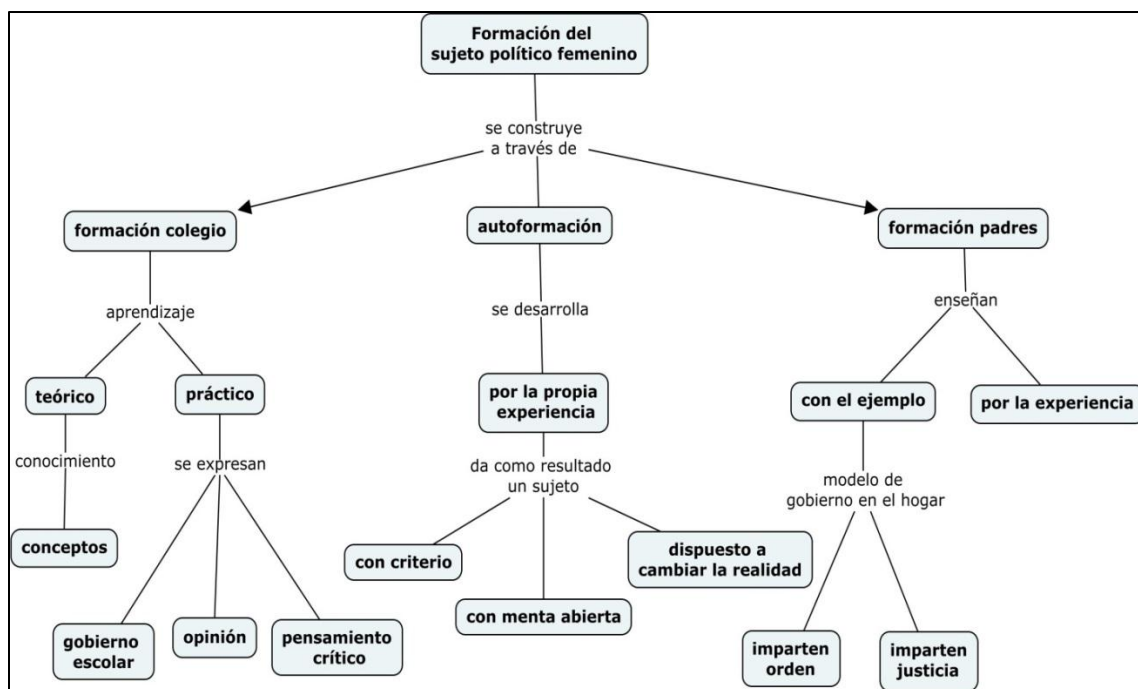 Formación del
sujeto político femenino
se construye
a través de
formación colegio
autoformación
formación padres
aprendizaje
se desarrolla
enseñan
teórico
práctico
por la propia
experiencia
con el ejemplo
por la experiencia
conocimiento
se expresan
da como resultado
un sujeto
modelo de
gobierno en el hogar
conceptos
con criterio
dispuesto a
cambiar la realidad
con menta abierta
gobierno
escolar
opinión
pensamiento
crítico
imparten
orden
imparten
justicia